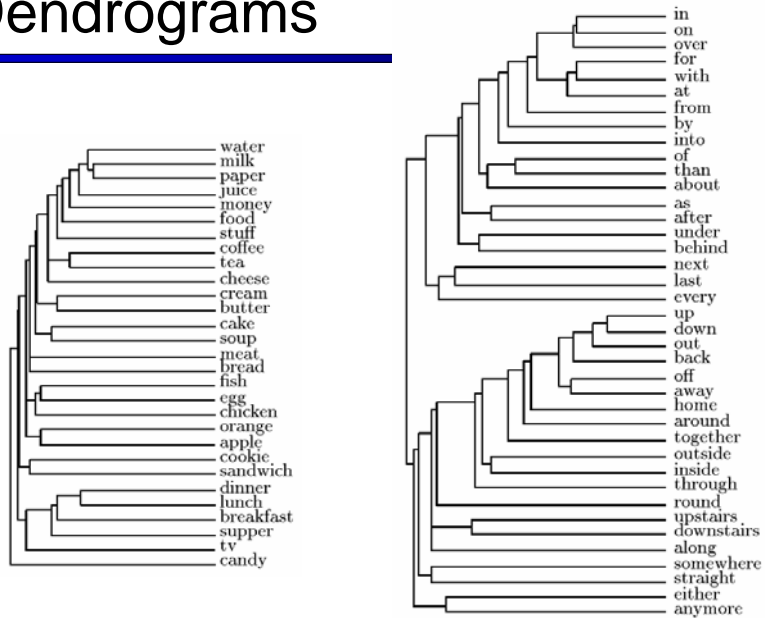 Dendrograms
water
milk
paper
juice
money
food
stuff
coffee
tea
cheese
cream
butter
cake
soup
meat
bread
fish
egg
chicken
orange
apple
cookie
sandwich
dinner
lunch
breakfast
supper
tv
candy
in
on
over
for
with
at
from
by
into
of
than
about
as
after
under
behind
next
last
every
up
down
out
back
off
away
home
around
together
outside
inside
through
round
upstairs
downstairs
along
somewhere
straight
either
anymore